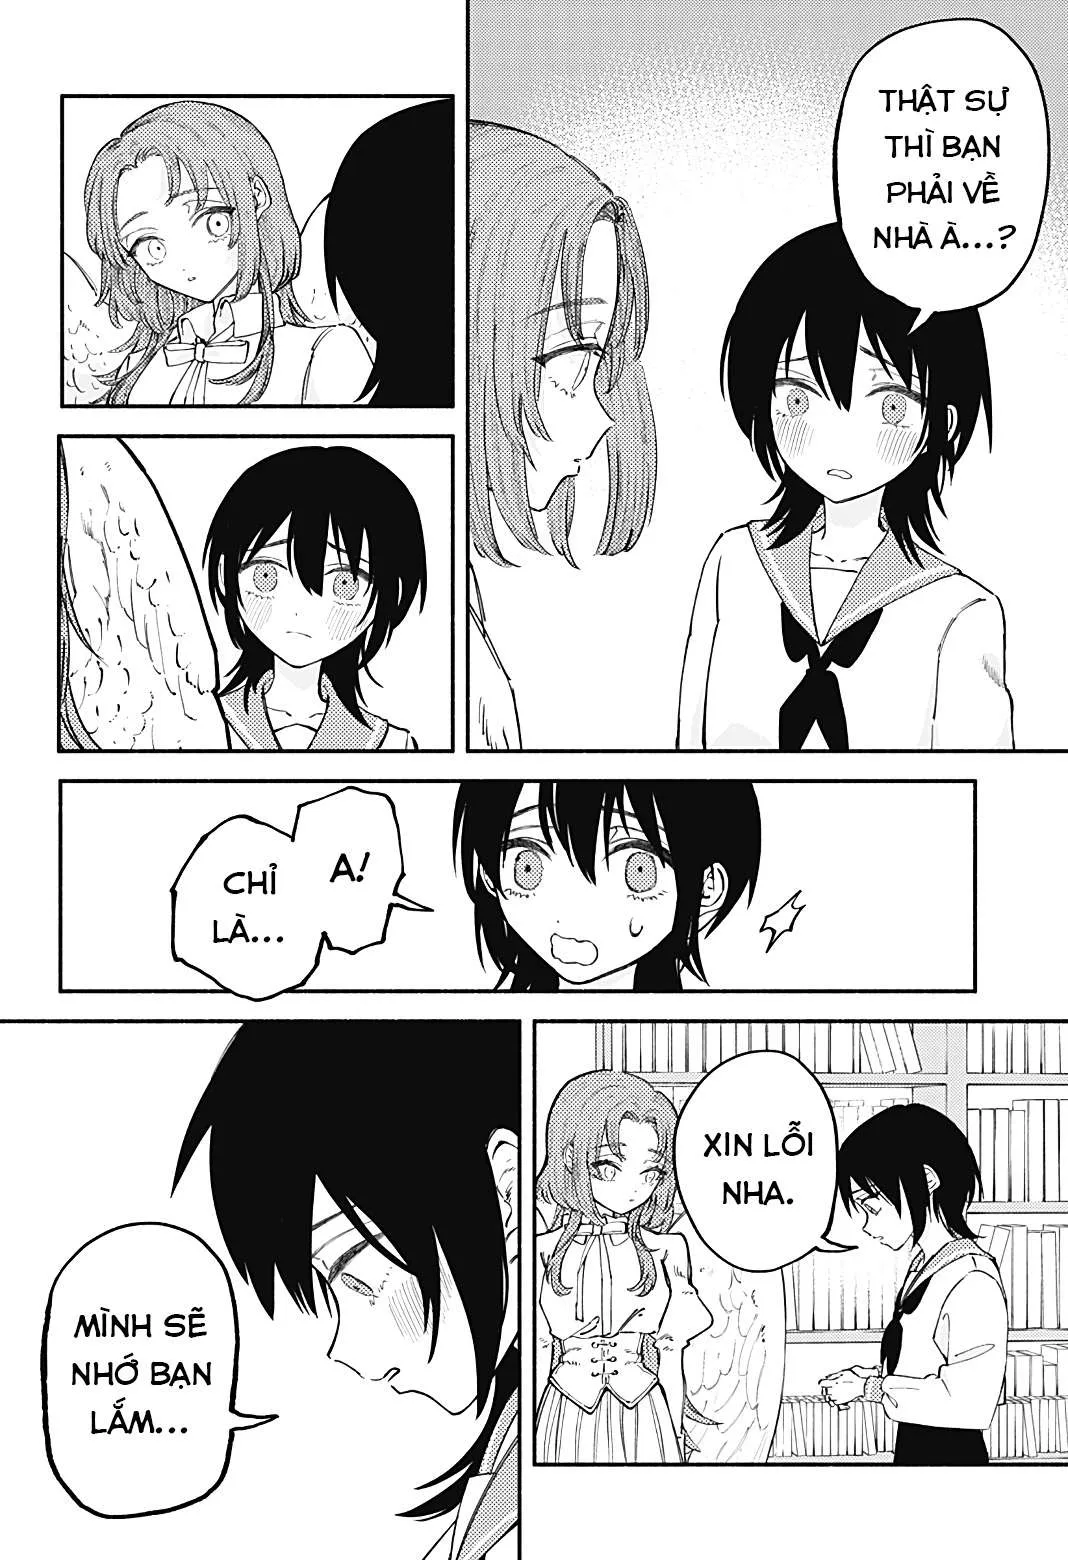 THẬT SỰ
THÌ BẠN
PHẢI VỀ
NHÀ À...?
A!
CHỈ
LÀ...
XIN LỖI
NHA.
MÌNH SẼ
NHỚ BẠN
LẮM...